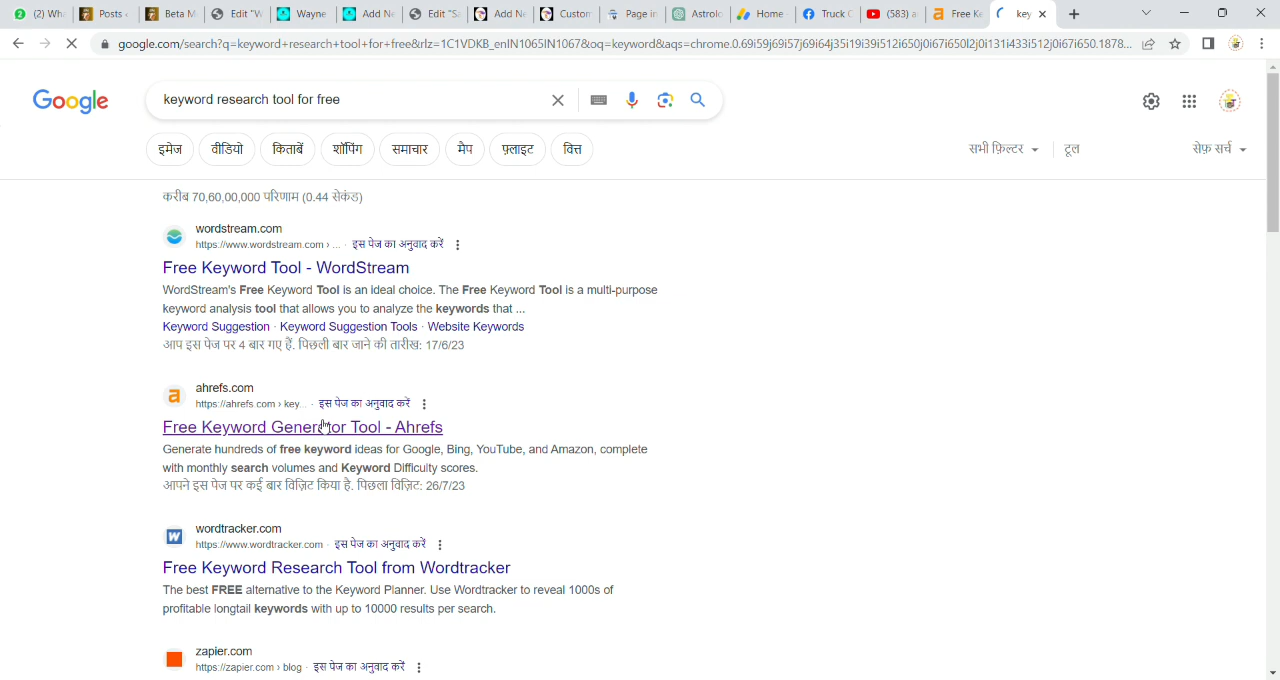 (2) Wha Posts Beta M Edit "W Wayne Add Ne Edit "Sa Add Ne Custom Page in Astrolo Home - Truck C (583) a Free Ke key
google.com/search?q=keyword+research+tool+for+free&rlz=1C1VDKB_enIN1065IN1067&oq=keyword&aqs=chrome.0.69i59j69i57j69i64j35i19i39i512i650j0i67i650l2j0i131i433i512j0i67i650.1878...
Google keyword research tool for free
इमेज वीडियो किताबें शॉपिंग समाचार मैप फ़्लाइट वित्त सभी फ़िल्टर टूल सेफ़ सर्च
करीब 70,60,00,000 परिणाम (0.44 सेकंड)
wordstream.com
https://www.wordstream.com › ... · इस पेज का अनुवाद करें
Free Keyword Tool - WordStream
WordStream's Free Keyword Tool is an ideal choice. The Free Keyword Tool is a multi-purpose
keyword analysis tool that allows you to analyze the keywords that ...
Keyword Suggestion · Keyword Suggestion Tools · Website Keywords
आप इस पेज पर 4 बार गए हैं. पिछली बार जाने की तारीख: 17/6/23
ahrefs.com
https://ahrefs.com › key... · इस पेज का अनुवाद करें
Free Keyword Generator Tool - Ahrefs
Generate hundreds of free keyword ideas for Google, Bing, YouTube, and Amazon, complete
with monthly search volumes and Keyword Difficulty scores.
आपने इस पेज पर कई बार विज़िट किया है. पिछला विज़िट: 26/7/23
wordtracker.com
https://www.wordtracker.com · इस पेज का अनुवाद करें
Free Keyword Research Tool from Wordtracker
The best FREE alternative to the Keyword Planner. Use Wordtracker to reveal 1000s of
profitable longtail keywords with up to 10000 results per search.
zapier.com
https://zapier.com › blog · इस पेज का अनुवाद करें